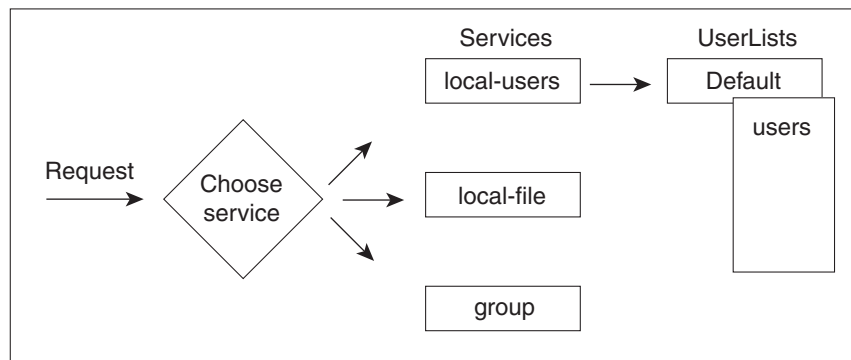 Services
UserLists
local-users
Default
users
Request
Choose
service
local-file
group